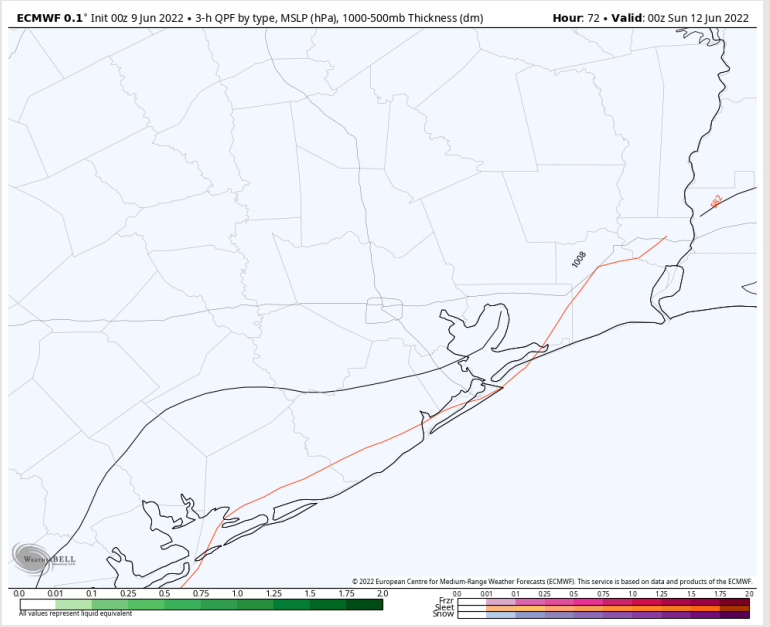 ECMWF 0.1° Init 00z 9 Jun 2022 • 3-h QPF by type, MSLP (hPa), 1000-500mb Thickness (dm)
Hour: 72 • Valid: 00z Sun 12 Jun 2022
582
1008
WEATHERBELL
© 2022 European Centre for Medium-Range Weather Forecasts (ECMWF). This service is based on data and products of the ECMWF.
0.0 0.01 0.1 0.25 0.5 0.75 1.0 1.25 1.5 1.75 2.0
All values represent liquid equivalent
0.0 0.01 0.1 0.25 0.5 0.75 1.0 1.25 1.5 1.75 2.0
Frzr
Sleet
Snow